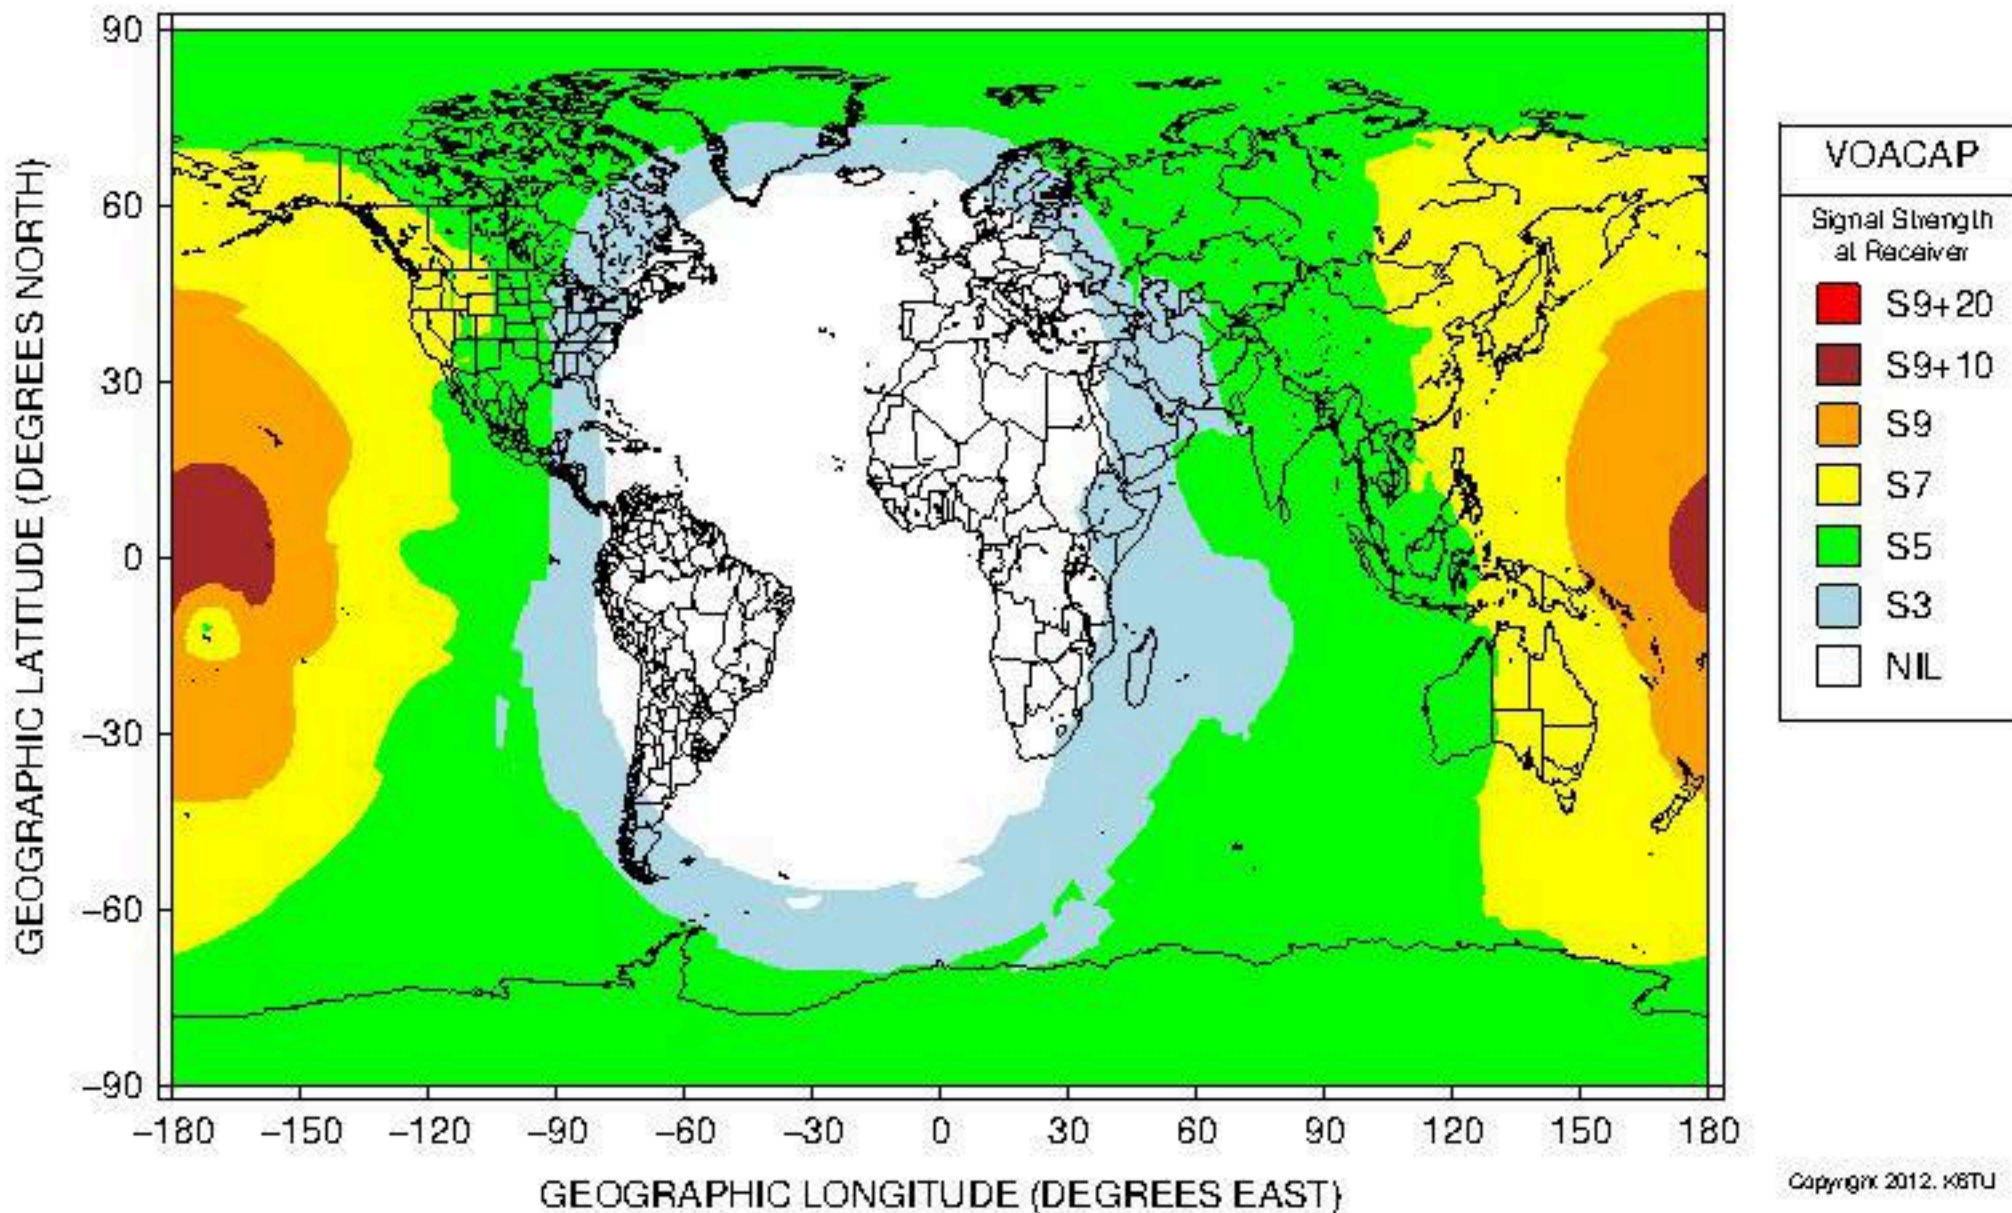 90
60
30
0
−30
−60
−90
GEOGRAPHIC LATITUDE (DEGREES NORTH)
−180 −150 −120 −90 −60 −30 0 30 60 90 120 150 180
GEOGRAPHIC LONGITUDE (DEGREES EAST)
VOACAP
Signal Strength
at Receiver
S9+20
S9+10
S9
S7
S5
S3
NIL
Copyright 2012, K6TU